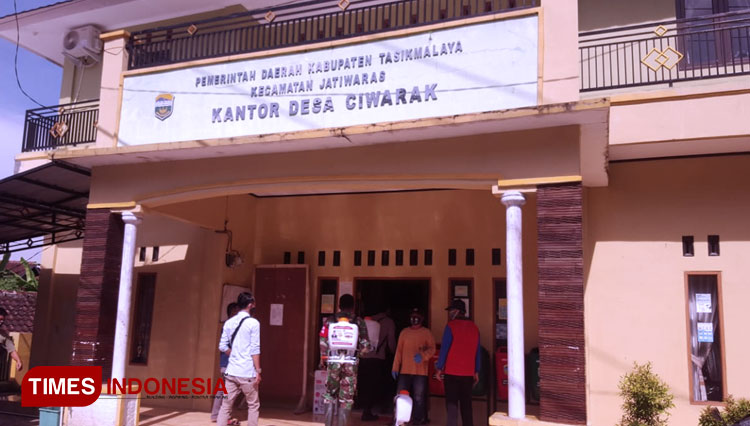 PEMERINTAH DAERAH KABUPATEN TASIKMALAYA
KECAMATAN JATIWARAS
KANTOR DESA CIWARAK
TIMES INDONESIA